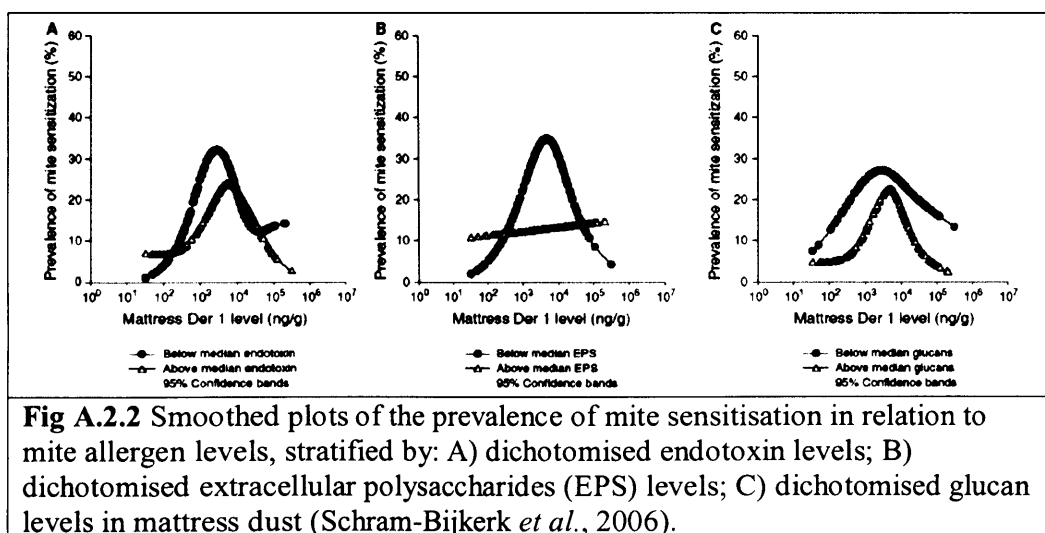 A
B
C
Prevalence of mite sensitization (%)
60
50
40
30
20
10
0
10⁰ 10¹ 10² 10³ 10⁴ 10⁵ 10⁶ 10⁷
Mattress Der 1 level (ng/g)
Below median endotoxin
Above median endotoxin
95% Confidence bands
Prevalence of mite sensitization (%)
60
50
40
30
20
10
0
10⁰ 10¹ 10² 10³ 10⁴ 10⁵ 10⁶ 10⁷
Mattress Der 1 level (ng/g)
Below median EPS
Above median EPS
95% Confidence bands
Prevalence of mite sensitization (%)
60
50
40
30
20
10
0
10⁰ 10¹ 10² 10³ 10⁴ 10⁵ 10⁶ 10⁷
Mattress Der 1 level (ng/g)
Below median glucans
Above median glucans
95% Confidence bands
Fig A.2.2 Smoothed plots of the prevalence of mite sensitisation in relation to
mite allergen levels, stratified by: A) dichotomised endotoxin levels; B)
dichotomised extracellular polysaccharides (EPS) levels; C) dichotomised glucan
levels in mattress dust (Schram-Bijkerk et al., 2006).